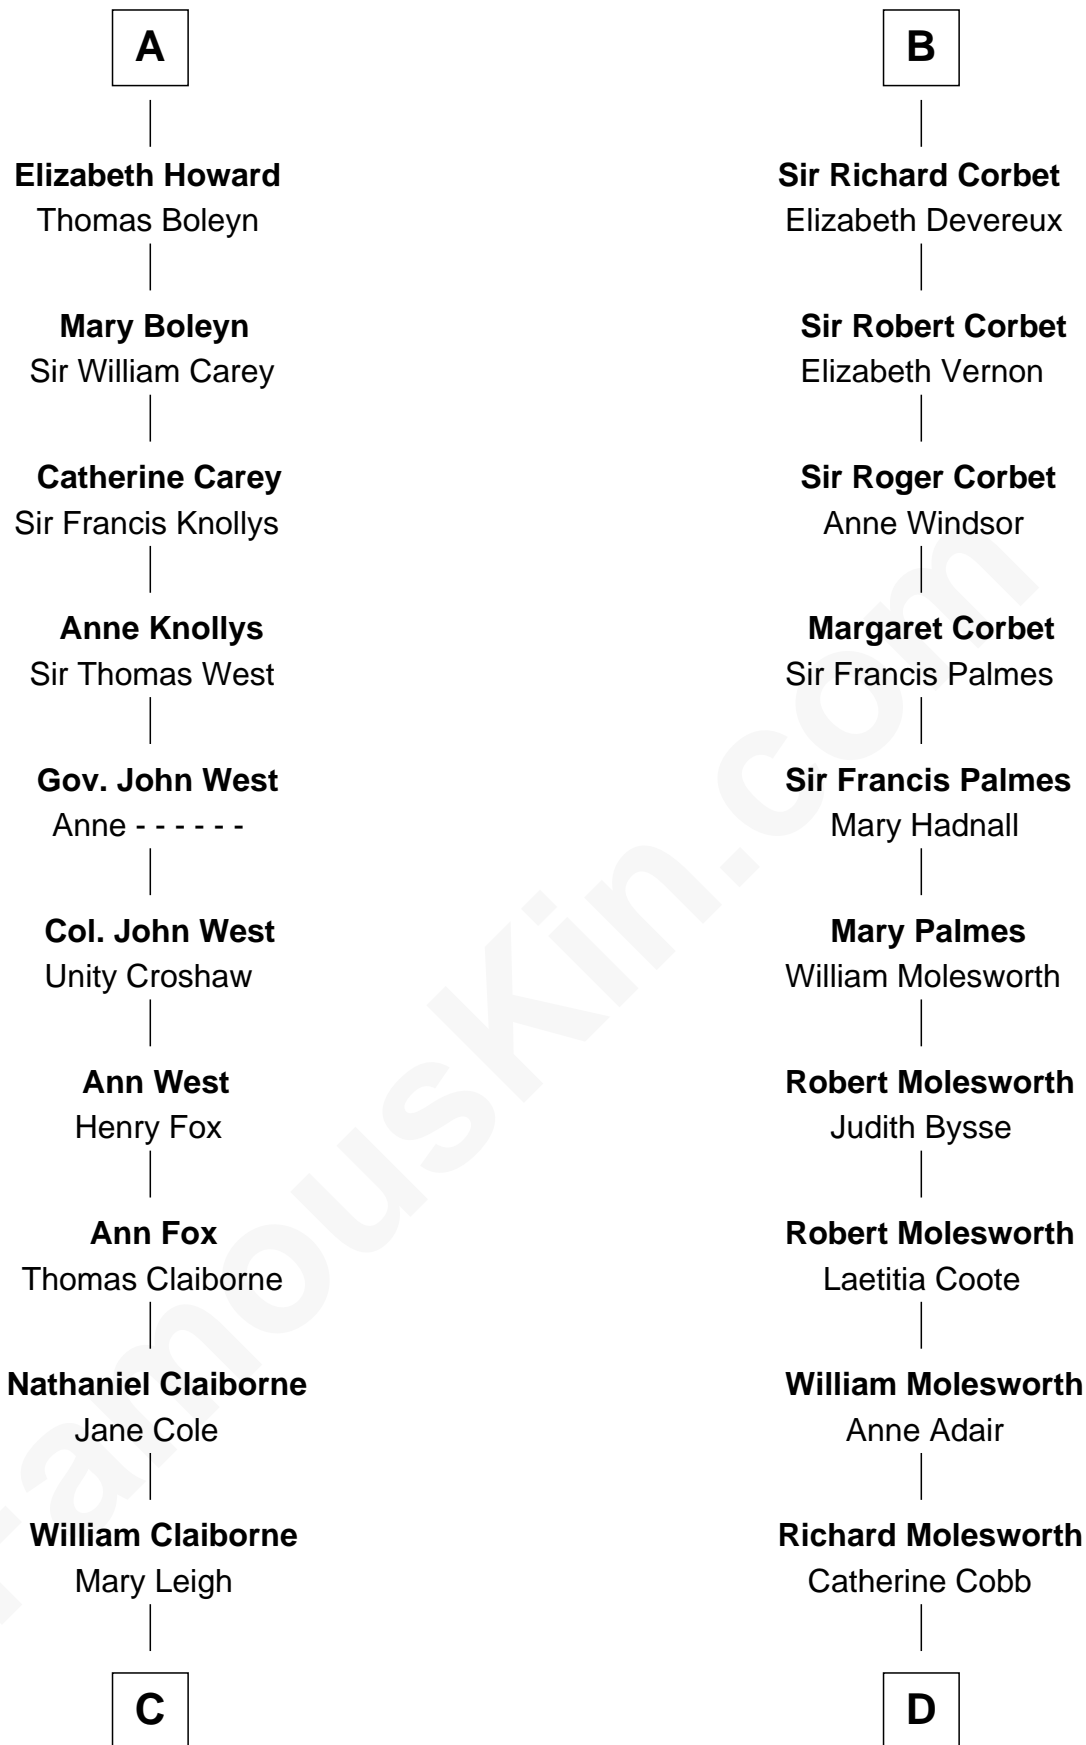 A
Elizabeth Howard
Thomas Boleyn
Mary Boleyn
Sir William Carey
Catherine Carey
Sir Francis Knollys
Anne Knollys
Sir Thomas West
Gov. John West
Anne - - - - - -
Col. John West
Unity Croshaw
Ann West
Henry Fox
Ann Fox
Thomas Claiborne
Nathaniel Claiborne
Jane Cole
William Claiborne
Mary Leigh
C
B
Sir Richard Corbet
Elizabeth Devereux
Sir Robert Corbet
Elizabeth Vernon
Sir Roger Corbet
Anne Windsor
Margaret Corbet
Sir Francis Palmes
Sir Francis Palmes
Mary Hadnall
Mary Palmes
William Molesworth
Robert Molesworth
Judith Bysse
Robert Molesworth
Laetitia Coote
William Molesworth
Anne Adair
Richard Molesworth
Catherine Cobb
D
FamousKin.com